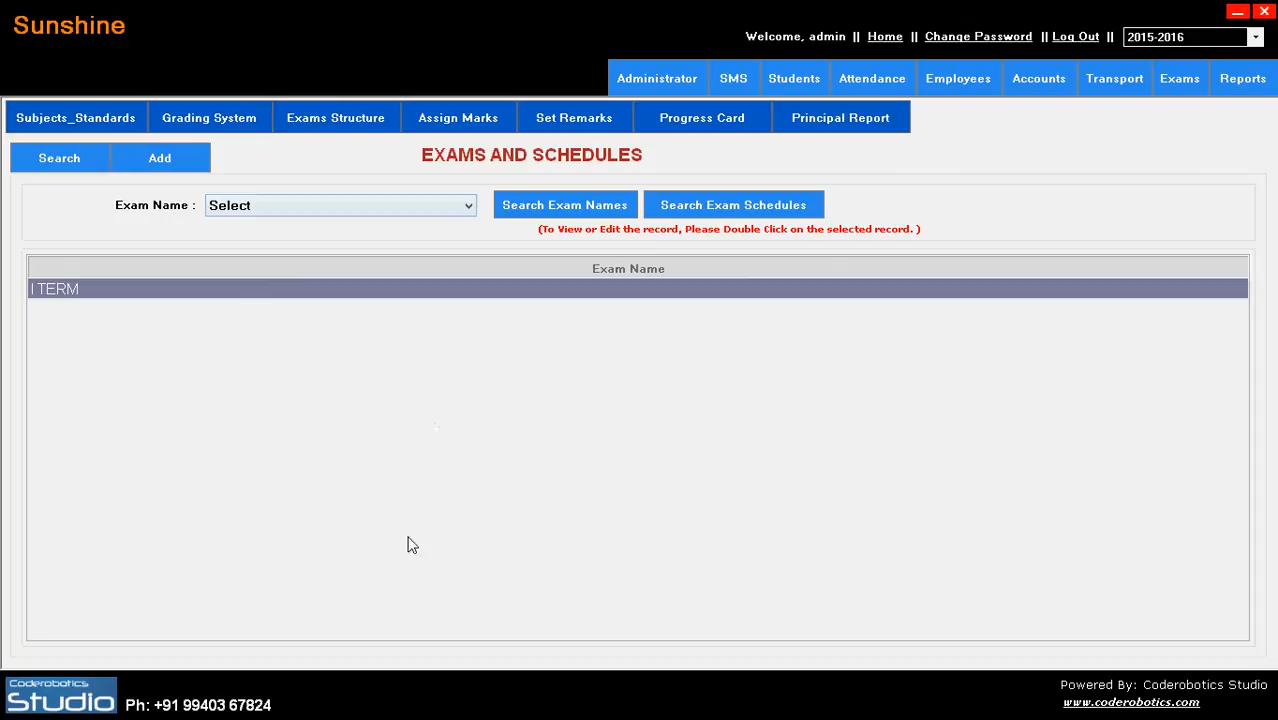 Sunshine
Welcome, admin || Home || Change Password || Log Out || 2015-2016
Administrator SMS Students Attendance Employees Accounts Transport Exams Reports
Subjects_Standards Grading System Exams Structure Assign Marks Set Remarks Progress Card Principal Report
Search Add EXAMS AND SCHEDULES
Exam Name : Select Search Exam Names Search Exam Schedules
(To View or Edit the record, Please Double Click on the selected record. )
Exam Name
I TERM
Coderobotics
Studio
Ph: +91 99403 67824
Powered By: Coderobotics Studio
www.coderobotics.com